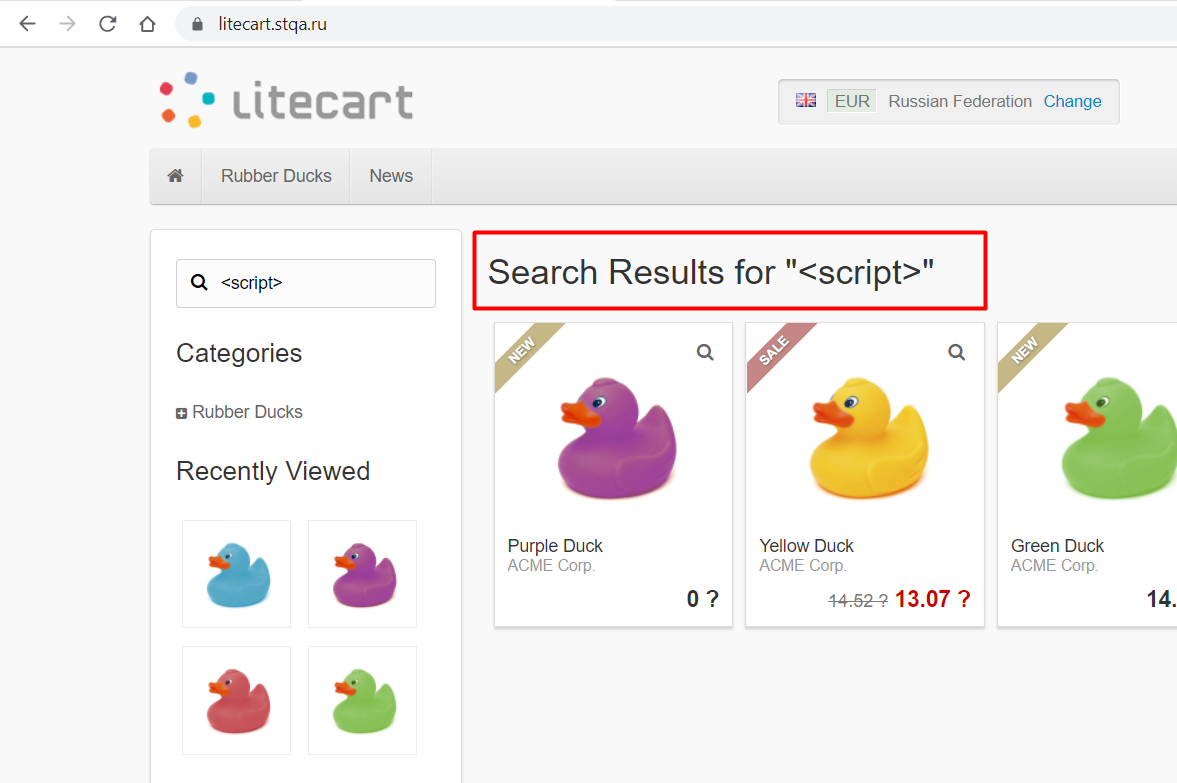 litecart.stqa.ru
Litecart
EUR Russian Federation Change
Rubber Ducks News
<script>
Search Results for "<script>"
Categories
Rubber Ducks
Recently Viewed
NEW
Purple Duck
ACME Corp.
0 ?
SALE
Yellow Duck
ACME Corp.
14.52 ? 13.07 ?
NEW
Green Duck
ACME Corp.
14.